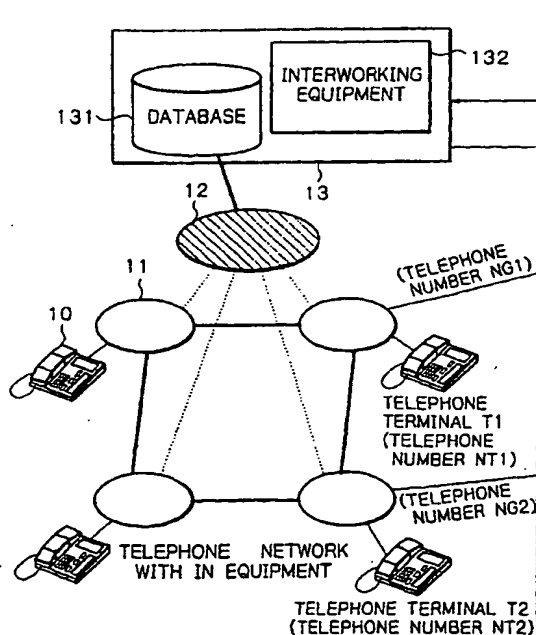 132
INTERWORKING
EQUIPMENT
131
DATABASE
13
12
11
(TELEPHONE
NUMBER NG1)
10
TELEPHONE
TERMINAL T1
(TELEPHONE
NUMBER NT1)
(TELEPHONE
NUMBER NG2)
TELEPHONE NETWORK
WITH IN EQUIPMENT
TELEPHONE TERMINAL T2
(TELEPHONE NUMBER NT2)